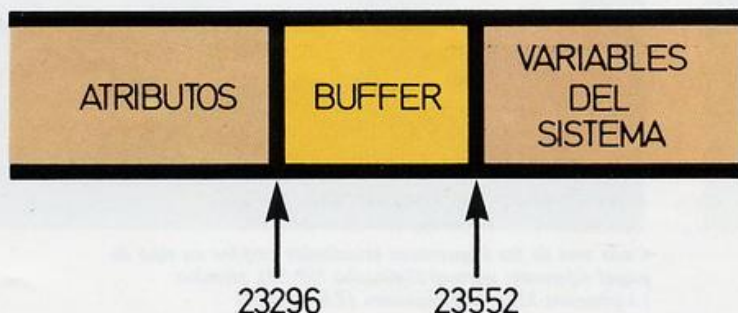 ATRIBUTOS
BUFFER
VARIABLES
DEL
SISTEMA
23296
23552